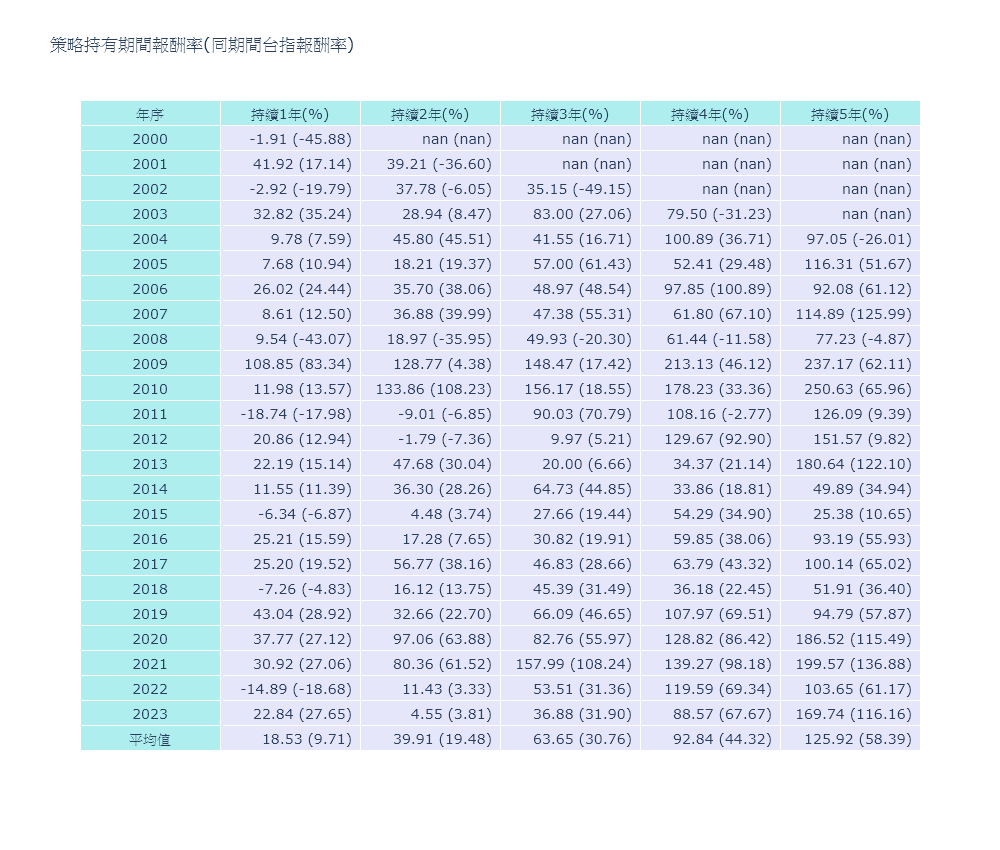 策略持有期間報酬率(同期間台指報酬率)
年序 持續1年(%) 持續2年(%) 持續3年(%) 持續4年(%) 持續5年(%)
2000 -1.91 (-45.88) nan (nan) nan (nan) nan (nan) nan (nan)
2001 41.92 (17.14) 39.21 (-36.60) nan (nan) nan (nan) nan (nan)
2002 -2.92 (-19.79) 37.78 (-6.05) 35.15 (-49.15) nan (nan) nan (nan)
2003 32.82 (35.24) 28.94 (8.47) 83.00 (27.06) 79.50 (-31.23) nan (nan)
2004 9.78 (7.59) 45.80 (45.51) 41.55 (16.71) 100.89 (36.71) 97.05 (-26.01)
2005 7.68 (10.94) 18.21 (19.37) 57.00 (61.43) 52.41 (29.48) 116.31 (51.67)
2006 26.02 (24.44) 35.70 (38.06) 48.97 (48.54) 97.85 (100.89) 92.08 (61.12)
2007 8.61 (12.50) 36.88 (39.99) 47.38 (55.31) 61.80 (67.10) 114.89 (125.99)
2008 9.54 (-43.07) 18.97 (-35.95) 49.93 (-20.30) 61.44 (-11.58) 77.23 (-4.87)
2009 108.85 (83.34) 128.77 (4.38) 148.47 (17.42) 213.13 (46.12) 237.17 (62.11)
2010 11.98 (13.57) 133.86 (108.23) 156.17 (18.55) 178.23 (33.36) 250.63 (65.96)
2011 -18.74 (-17.98) -9.01 (-6.85) 90.03 (70.79) 108.16 (-2.77) 126.09 (9.39)
2012 20.86 (12.94) -1.79 (-7.36) 9.97 (5.21) 129.67 (92.90) 151.57 (9.82)
2013 22.19 (15.14) 47.68 (30.04) 20.00 (6.66) 34.37 (21.14) 180.64 (122.10)
2014 11.55 (11.39) 36.30 (28.26) 64.73 (44.85) 33.86 (18.81) 49.89 (34.94)
2015 -6.34 (-6.87) 4.48 (3.74) 27.66 (19.44) 54.29 (34.90) 25.38 (10.65)
2016 25.21 (15.59) 17.28 (7.65) 30.82 (19.91) 59.85 (38.06) 93.19 (55.93)
2017 25.20 (19.52) 56.77 (38.16) 46.83 (28.66) 63.79 (43.32) 100.14 (65.02)
2018 -7.26 (-4.83) 16.12 (13.75) 45.39 (31.49) 36.18 (22.45) 51.91 (36.40)
2019 43.04 (28.92) 32.66 (22.70) 66.09 (46.65) 107.97 (69.51) 94.79 (57.87)
2020 37.77 (27.12) 97.06 (63.88) 82.76 (55.97) 128.82 (86.42) 186.52 (115.49)
2021 30.92 (27.06) 80.36 (61.52) 157.99 (108.24) 139.27 (98.18) 199.57 (136.88)
2022 -14.89 (-18.68) 11.43 (3.33) 53.51 (31.36) 119.59 (69.34) 103.65 (61.17)
2023 22.84 (27.65) 4.55 (3.81) 36.88 (31.90) 88.57 (67.67) 169.74 (116.16)
平均值 18.53 (9.71) 39.91 (19.48) 63.65 (30.76) 92.84 (44.32) 125.92 (58.39)